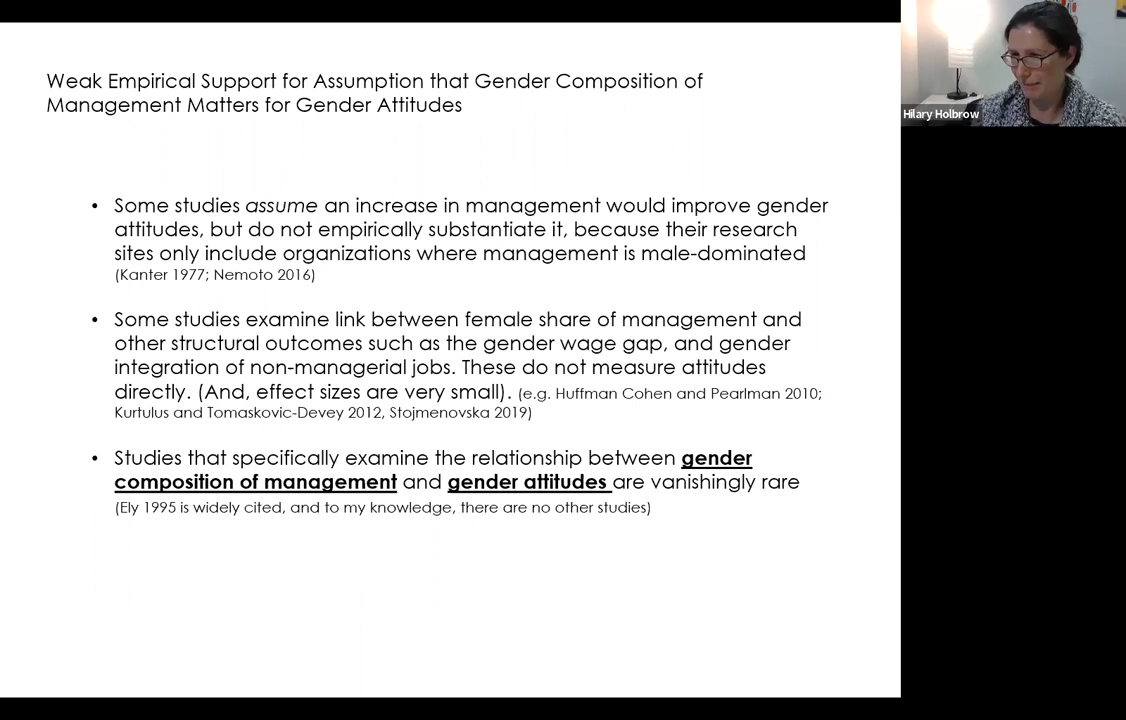 Weak Empirical Support for Assumption that Gender Composition of
Management Matters for Gender Attitudes
Hilary Holbrow
• Some studies assume an increase in management would improve gender
attitudes, but do not empirically substantiate it, because their research
sites only include organizations where management is male-dominated
(Kanter 1977; Nemoto 2016)
• Some studies examine link between female share of management and
other structural outcomes such as the gender wage gap, and gender
integration of non-managerial jobs. These do not measure attitudes
directly. (And, effect sizes are very small). (e.g. Huffman Cohen and Pearlman 2010;
Kurtulus and Tomaskovic-Devey 2012, Stojmenovska 2019)
• Studies that specifically examine the relationship between gender
composition of management and gender attitudes are vanishingly rare
(Ely 1995 is widely cited, and to my knowledge, there are no other studies)